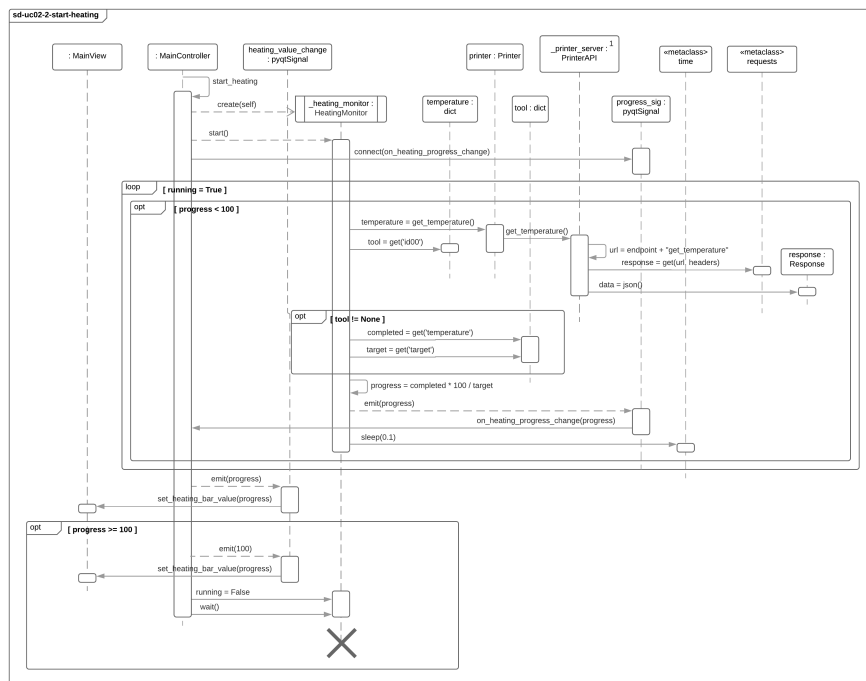 sd-uc02-2-start-heating
: MainView
: MainController
heating_value_change
: pyqtSignal
printer : Printer
_printer_server :
PrinterAPI
1
«metaclass»
time
«metaclass»
requests
start_heating
create(self)
_heating_monitor :
HeatingMonitor
temperature :
dict
tool : dict
progress_sig :
pyqtSignal
start()
connect(on_heating_progress_change)
loop
[ running = True ]
opt
[ progress < 100 ]
temperature = get_temperature()
get_temperature()
tool = get('id00')
url = endpoint + "get_temperature"
response = get(url, headers)
response :
Response
data = json()
opt
[ tool != None ]
completed = get('temperature')
target = get('target')
progress = completed * 100 / target
emit(progress)
on_heating_progress_change(progress)
sleep(0.1)
emit(progress)
set_heating_bar_value(progress)
opt
[ progress >= 100 ]
emit(100)
set_heating_bar_value(progress)
running = False
wait()